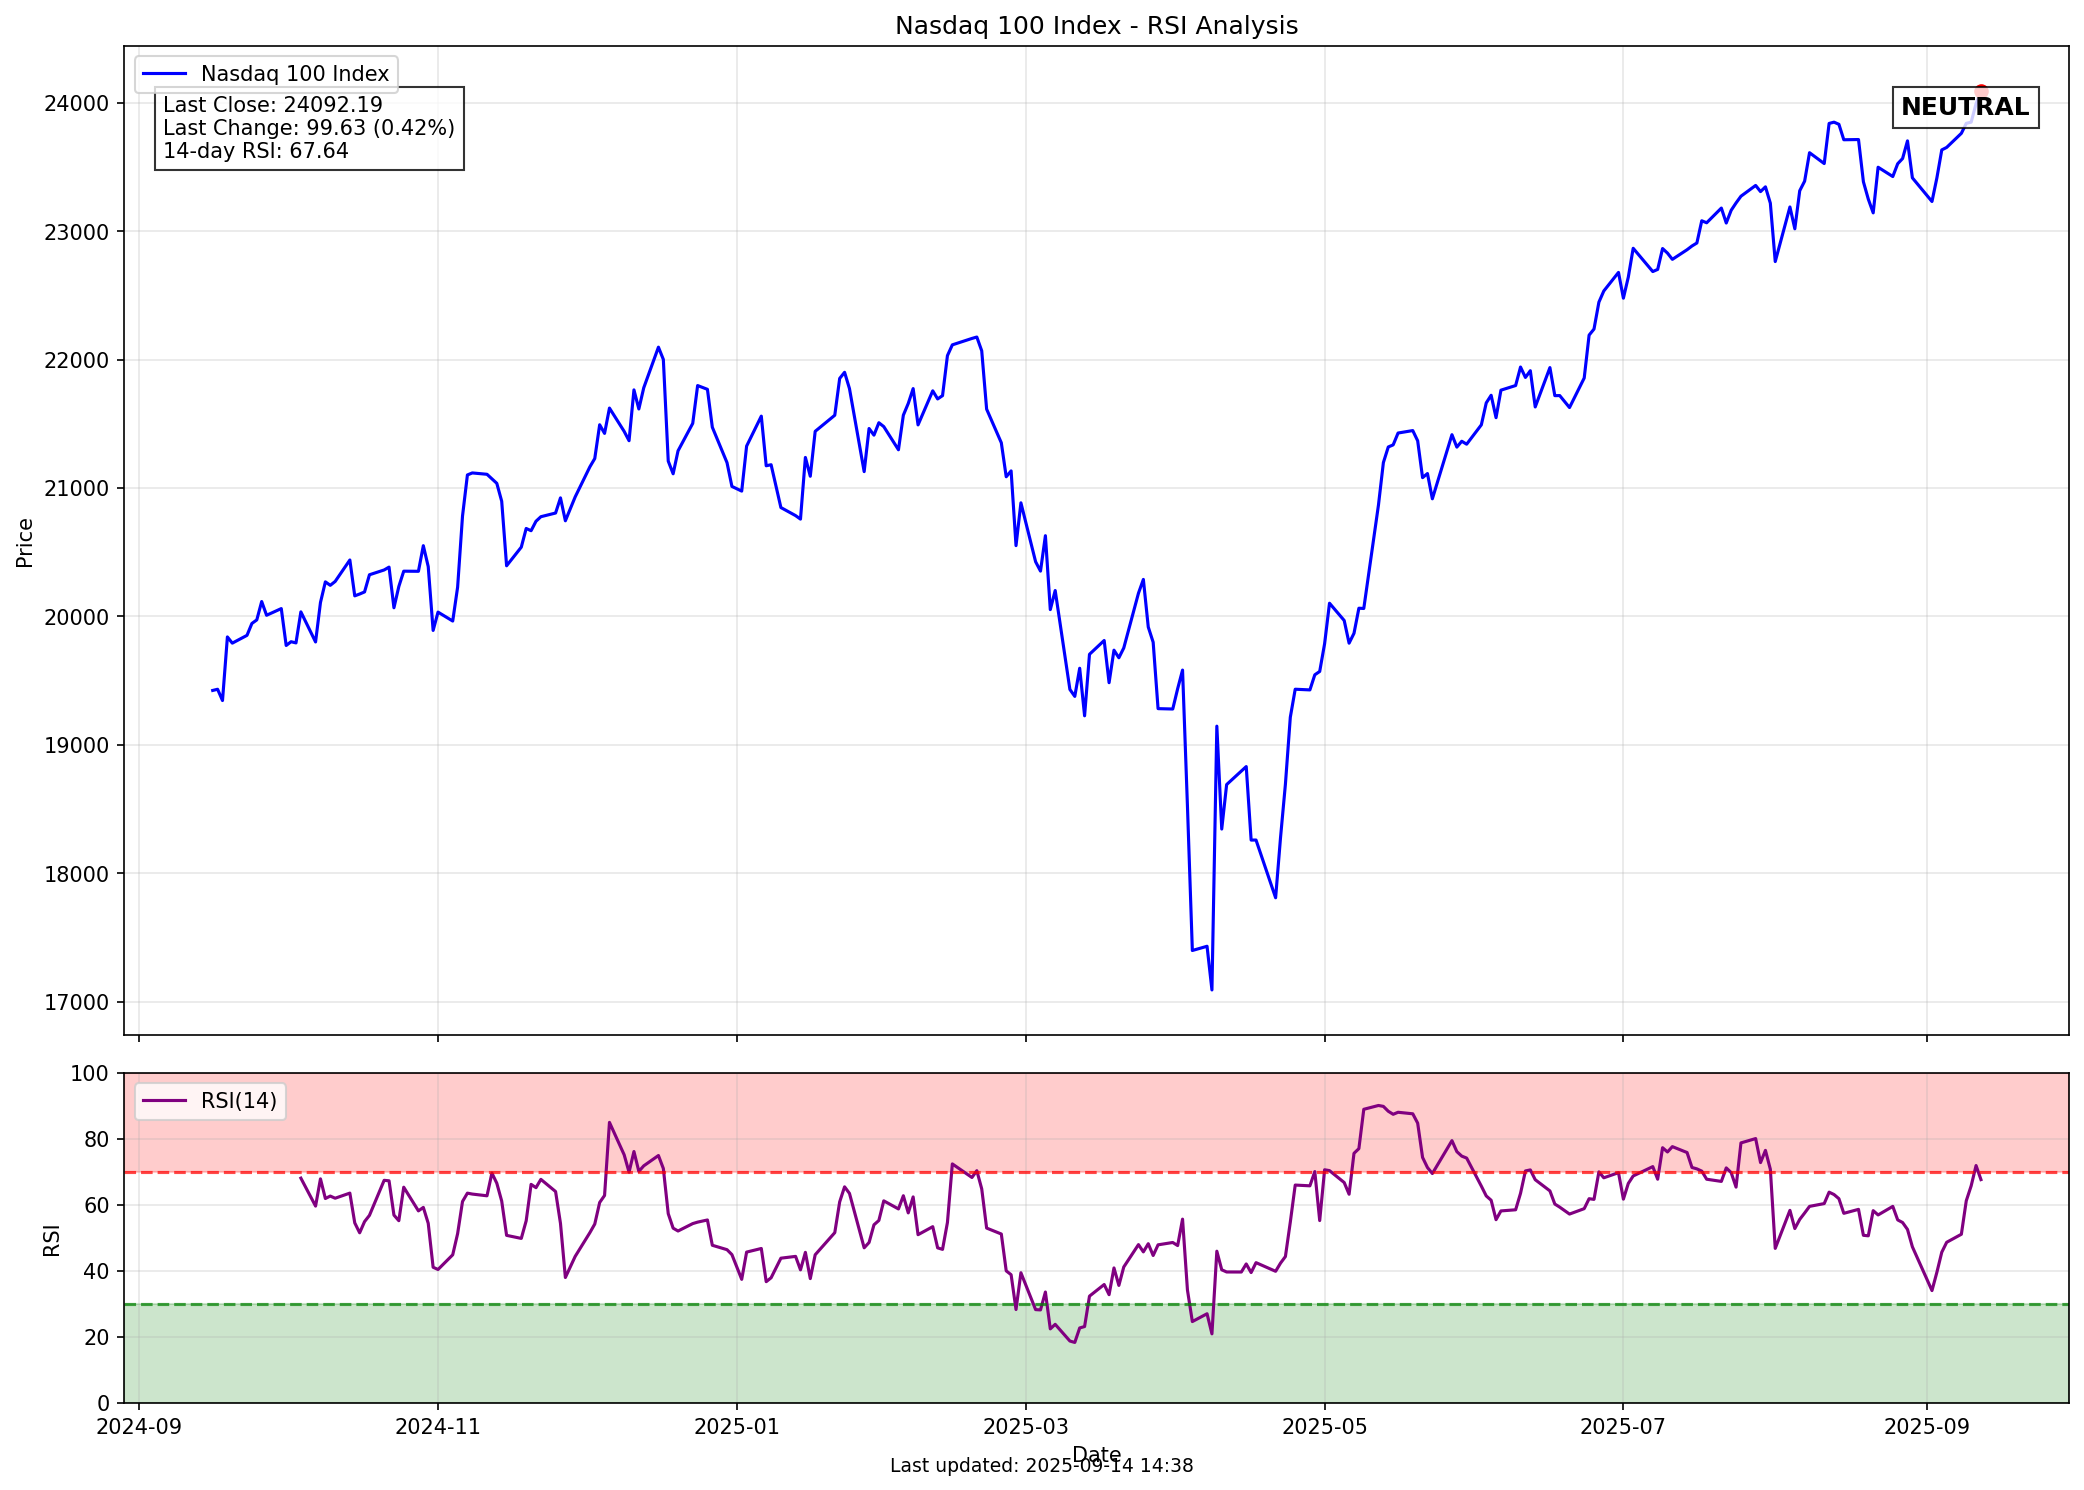 Nasdaq 100 Index - RSI Analysis
Nasdaq 100 Index
Last Close: 24092.19
Last Change: 99.63 (0.42%)
14-day RSI: 67.64
NEUTRAL
24000
23000
22000
21000
20000
19000
18000
17000
Price
RSI(14)
100
80
60
40
20
0
RSI
2024-09
2024-11
2025-01
2025-03
2025-05
2025-07
2025-09
Date
Last updated: 2025-09-14 14:38